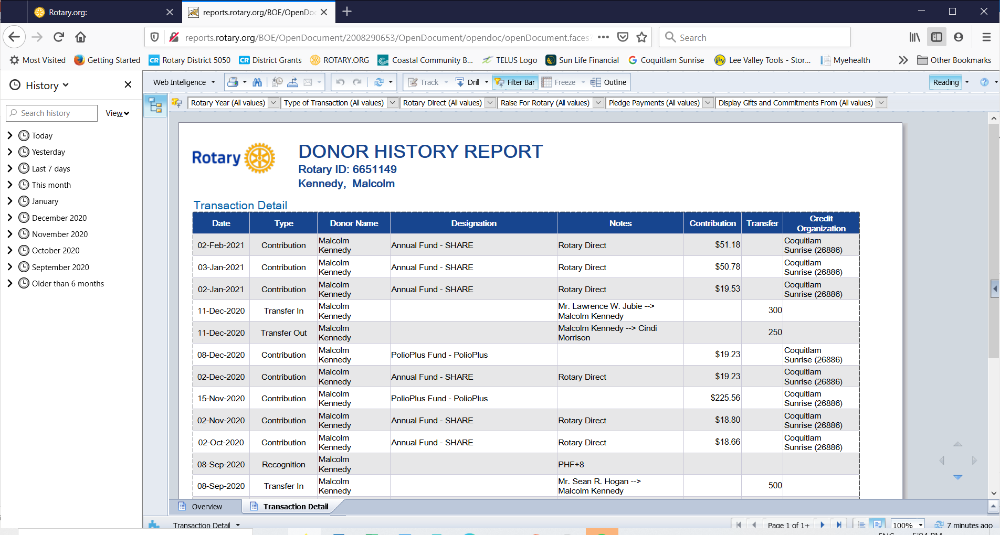 Rotary.org:
reports.rotary.org/BOE/OpenDoc
reports.rotary.org/BOE/OpenDocument/2008290653/OpenDocument/opendoc/openDocument.faces?
Search
Most Visited
Getting Started
CR Rotary District 5050
CR District Grants
ROTARY.ORG
Coastal Community B...
TELUS Logo
Sun Life Financial
G Coquitlam Sunrise
Lee Valley Tools - Stor...
Myehealth
Other Bookmarks
History
Search history
View
Today
Yesterday
Last 7 days
This month
January
December 2020
November 2020
October 2020
September 2020
Older than 6 months
Web Intelligence
Track
Drill
Filter Bar
Freeze
Outline
Reading
Rotary Year (All values)
Type of Transaction (All values)
Rotary Direct (All values)
Raise For Rotary (All values)
Pledge Payments (All values)
Display Gifts and Commitments From (All values)
Rotary
DONOR HISTORY REPORT
Rotary ID: 6651149
Kennedy, Malcolm
Transaction Detail
Date Type Donor Name Designation Notes Contribution Transfer Credit Organization
02-Feb-2021 Contribution Malcolm Kennedy Annual Fund - SHARE Rotary Direct $51.18 Coquitlam Sunrise (26886)
03-Jan-2021 Contribution Malcolm Kennedy Annual Fund - SHARE Rotary Direct $50.78 Coquitlam Sunrise (26886)
02-Jan-2021 Contribution Malcolm Kennedy Annual Fund - SHARE Rotary Direct $19.53 Coquitlam Sunrise (26886)
11-Dec-2020 Transfer In Malcolm Kennedy Mr. Lawrence W. Jubie --> Malcolm Kennedy 300
11-Dec-2020 Transfer Out Malcolm Kennedy Malcolm Kennedy --> Cindi Morrison 250
08-Dec-2020 Contribution Malcolm Kennedy PolioPlus Fund - PolioPlus $19.23 Coquitlam Sunrise (26886)
02-Dec-2020 Contribution Malcolm Kennedy Annual Fund - SHARE Rotary Direct $19.23 Coquitlam Sunrise (26886)
15-Nov-2020 Contribution Malcolm Kennedy PolioPlus Fund - PolioPlus $225.56 Coquitlam Sunrise (26886)
02-Nov-2020 Contribution Malcolm Kennedy Annual Fund - SHARE Rotary Direct $18.80 Coquitlam Sunrise (26886)
02-Oct-2020 Contribution Malcolm Kennedy Annual Fund - SHARE Rotary Direct $18.66 Coquitlam Sunrise (26886)
08-Sep-2020 Recognition Malcolm Kennedy PHF+8
08-Sep-2020 Transfer In Malcolm Kennedy Mr. Sean R. Hogan --> Malcolm Kennedy 500
Overview
Transaction Detail
Transaction Detail
Page 1 of 1+
100%
7 minutes ago
ENG 5:04 PM